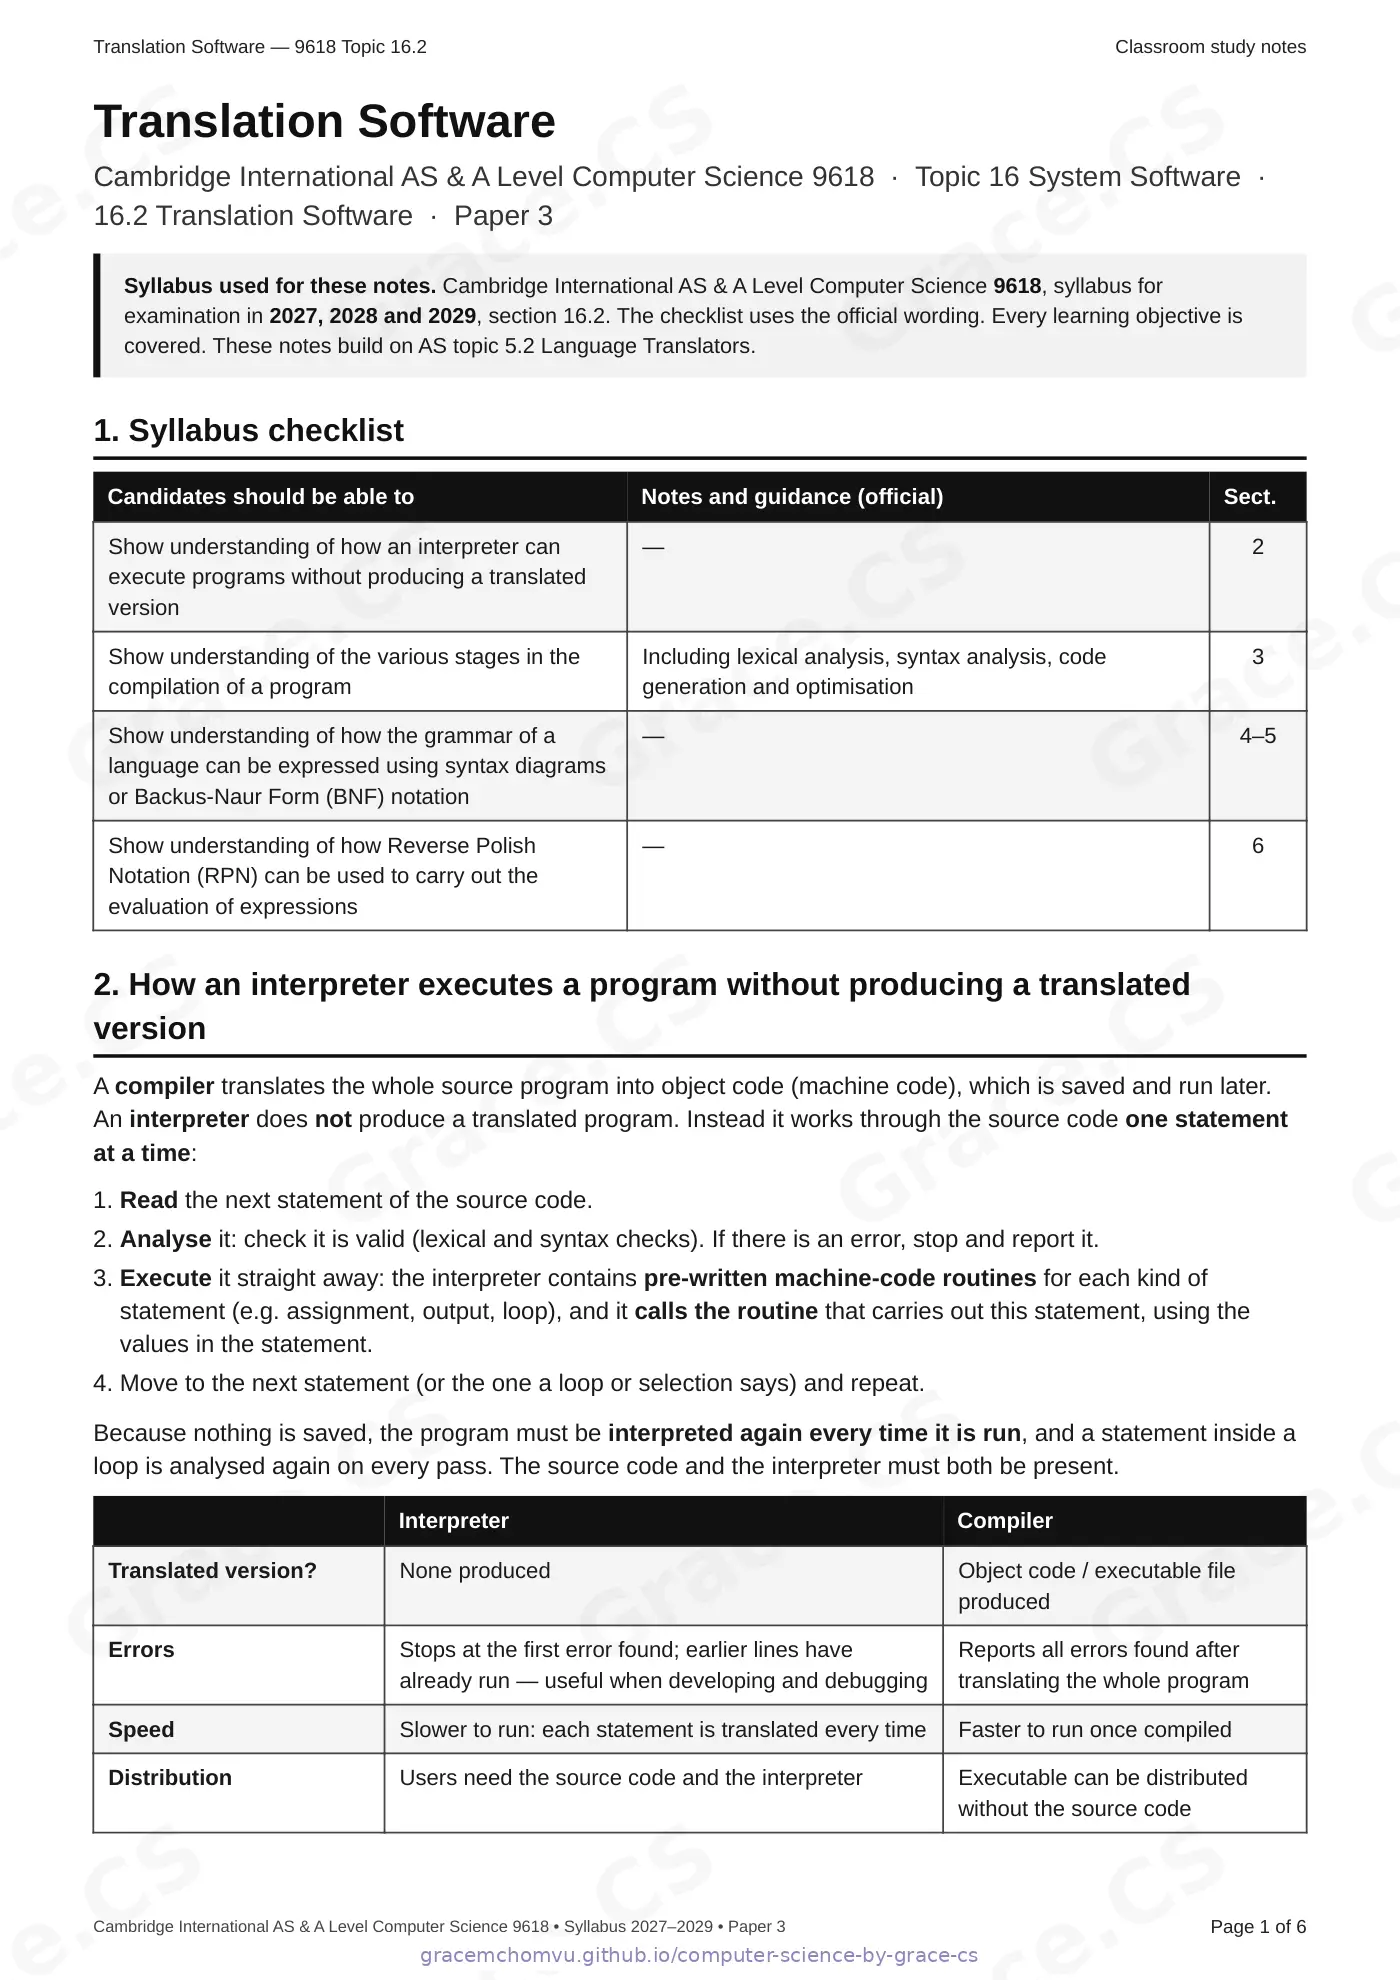 Translation Software — 9618 Topic 16.2
Classroom study notes
Translation Software
Cambridge International AS & A Level Computer Science 9618 · Topic 16 System Software ·
16.2 Translation Software · Paper 3
Syllabus used for these notes. Cambridge International AS & A Level Computer Science 9618, syllabus for
examination in 2027, 2028 and 2029, section 16.2. The checklist uses the official wording. Every learning objective is
covered. These notes build on AS topic 5.2 Language Translators.
1. Syllabus checklist
Candidates should be able to
Notes and guidance (official)
Sect.
Show understanding of how an interpreter can
execute programs without producing a translated
version
—
2
Show understanding of the various stages in the
compilation of a program
Including lexical analysis, syntax analysis, code
generation and optimisation
3
Show understanding of how the grammar of a
language can be expressed using syntax diagrams
or Backus-Naur Form (BNF) notation
—
4–5
Show understanding of how Reverse Polish
Notation (RPN) can be used to carry out the
evaluation of expressions
—
6
2. How an interpreter executes a program without producing a translated
version
A compiler translates the whole source program into object code (machine code), which is saved and run later.
An interpreter does not produce a translated program. Instead it works through the source code one statement
at a time:
1. Read the next statement of the source code.
2. Analyse it: check it is valid (lexical and syntax checks). If there is an error, stop and report it.
3. Execute it straight away: the interpreter contains pre-written machine-code routines for each kind of
statement (e.g. assignment, output, loop), and it calls the routine that carries out this statement, using the
values in the statement.
4. Move to the next statement (or the one a loop or selection says) and repeat.
Because nothing is saved, the program must be interpreted again every time it is run, and a statement inside a
loop is analysed again on every pass. The source code and the interpreter must both be present.
Interpreter
Compiler
Translated version?
None produced
Object code / executable file
produced
Errors
Stops at the first error found; earlier lines have
already run — useful when developing and debugging
Reports all errors found after
translating the whole program
Speed
Slower to run: each statement is translated every time
Faster to run once compiled
Distribution
Users need the source code and the interpreter
Executable can be distributed
without the source code
Cambridge International AS & A Level Computer Science 9618 • Syllabus 2027–2029 • Paper 3
Page 1 of 6
gracemchomvu.github.io/computer-science-by-grace-cs
Grace.CS